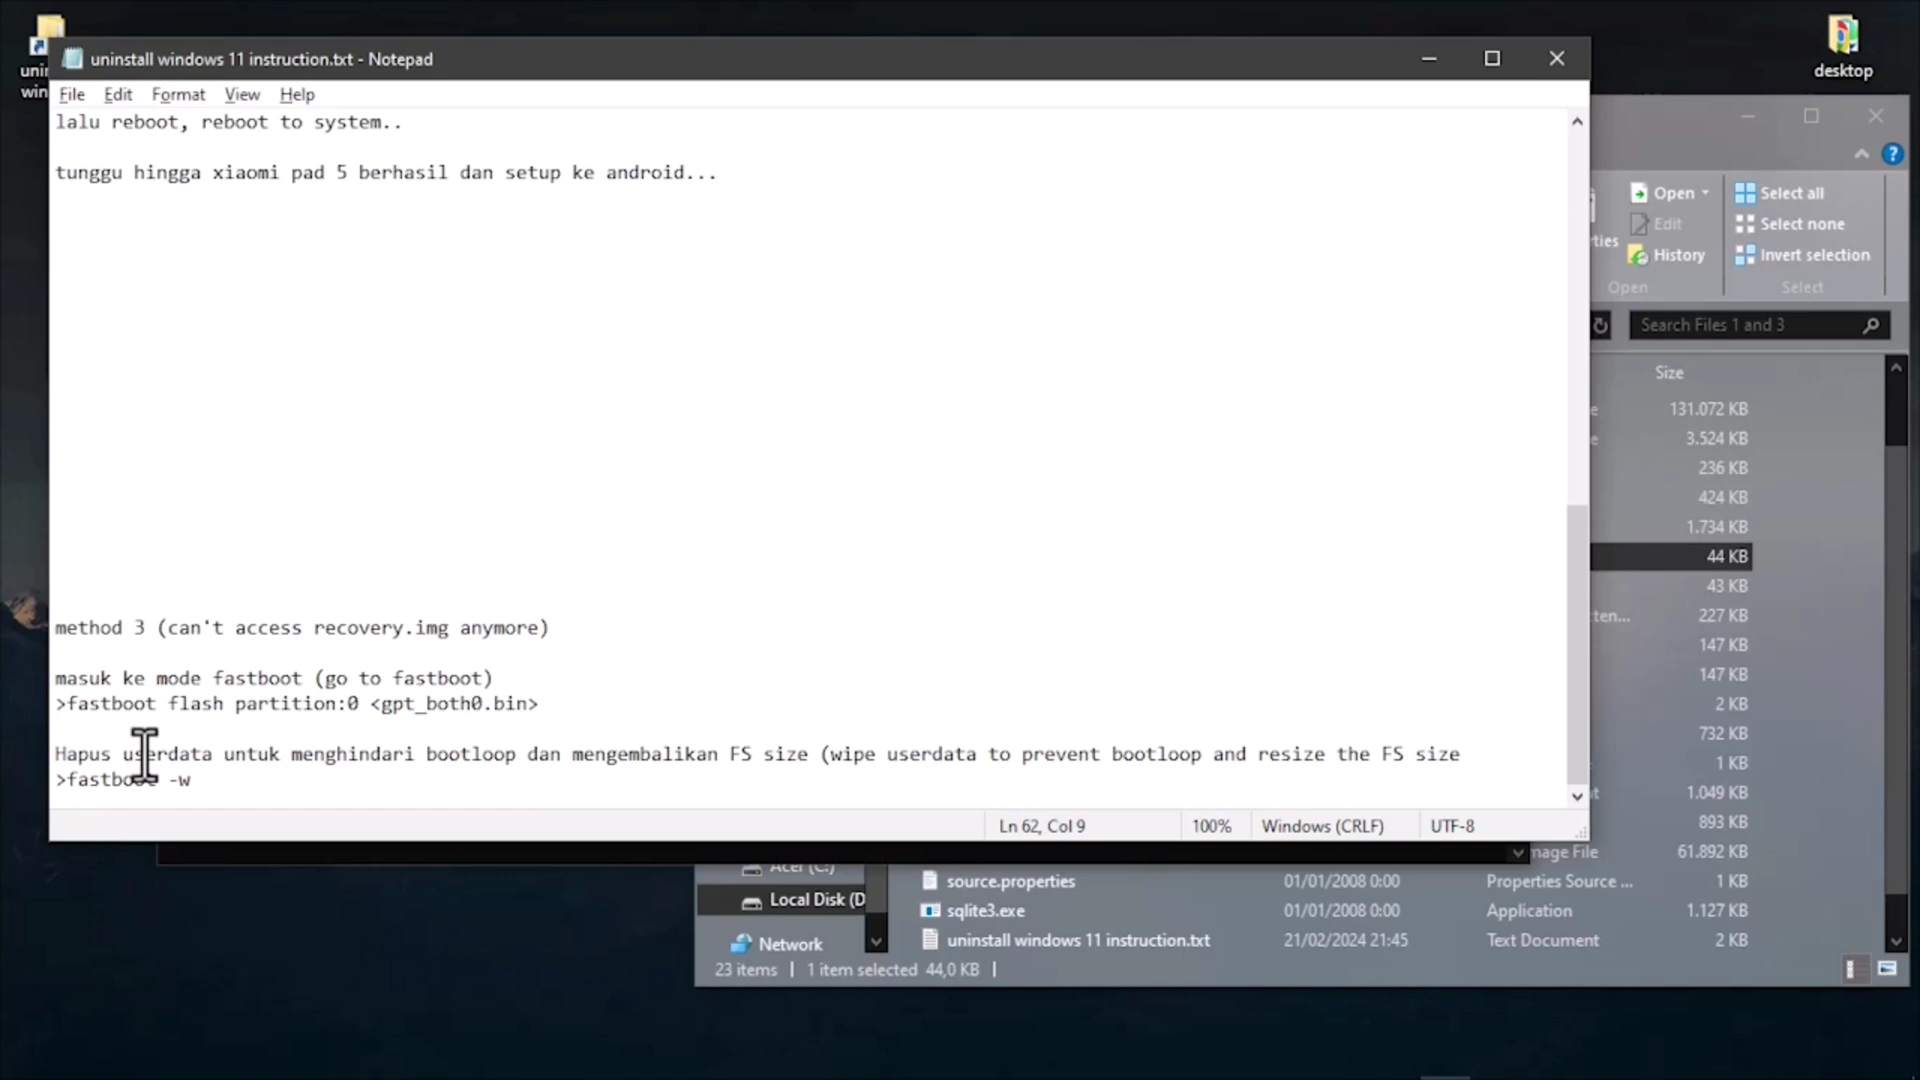 uninstall windows 11 instruction.txt - Notepad
desktop
File Edit Format View Help
lalu reboot, reboot to system..
tunggu hingga xiaomi pad 5 berhasil dan setup ke android...
method 3 (can't access recovery.img anymore)
masuk ke mode fastboot (go to fastboot)
>fastboot flash partition:0 <gpt_both0.bin>
Hapus userdata untuk menghindari bootloop dan mengembalikan FS size (wipe userdata to prevent bootloop and resize the FS size
>fastboot -w
Ln 62, Col 9 100% Windows (CRLF) UTF-8
Open Select all
Edit Select none
History Invert selection
Open Select
Search Files 1 and 3
Size
131.072 KB
3.524 KB
236 KB
424 KB
1.734 KB
44 KB
43 KB
227 KB
147 KB
147 KB
2 KB
732 KB
1 KB
1.049 KB
893 KB
mage File 61.892 KB
Acer (C:)
Local Disk (D
Network
source.properties 01/01/2008 0:00 Properties Source ... 1 KB
sqlite3.exe 01/01/2008 0:00 Application 1.127 KB
uninstall windows 11 instruction.txt 21/02/2024 21:45 Text Document 2 KB
23 items 1 item selected 44,0 KB